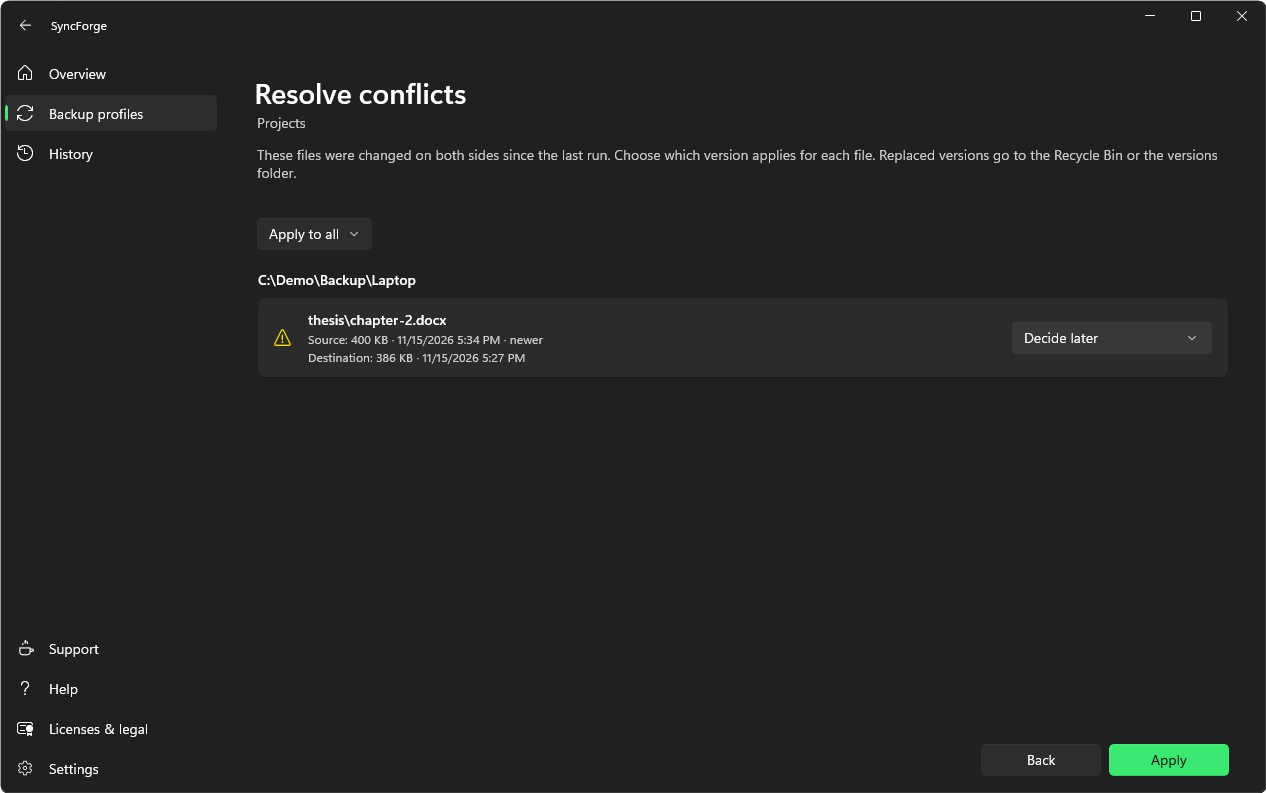 SyncForge
Overview
Backup profiles
History
Resolve conflicts
Projects
These files were changed on both sides since the last run. Choose which version applies for each file. Replaced versions go to the Recycle Bin or the versions
folder.
Apply to all
C:\Demo\Backup\Laptop
thesis\chapter-2.docx
Source: 400 KB · 11/15/2026 5:34 PM · newer
Destination: 386 KB · 11/15/2026 5:27 PM
Decide later
Support
Help
Licenses & legal
Settings
Back
Apply